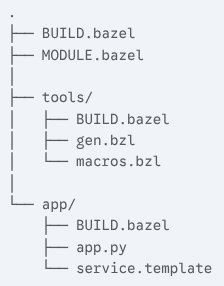 .
├── BUILD.bazel
├── MODULE.bazel
│
├── tools/
│   ├── BUILD.bazel
│   ├── gen.bzl
│   └── macros.bzl
│
└── app/
    ├── BUILD.bazel
    ├── app.py
    └── service.template